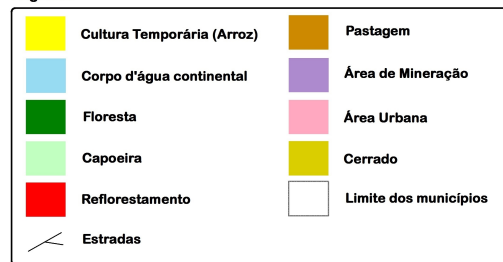 Cultura Temporária (Arroz)
Corpo d'água continental
Floresta
Capoeira
Reflorestamento
Estradas
Pastagem
Área de Mineração
Área Urbana
Cerrado
Limite dos municípios